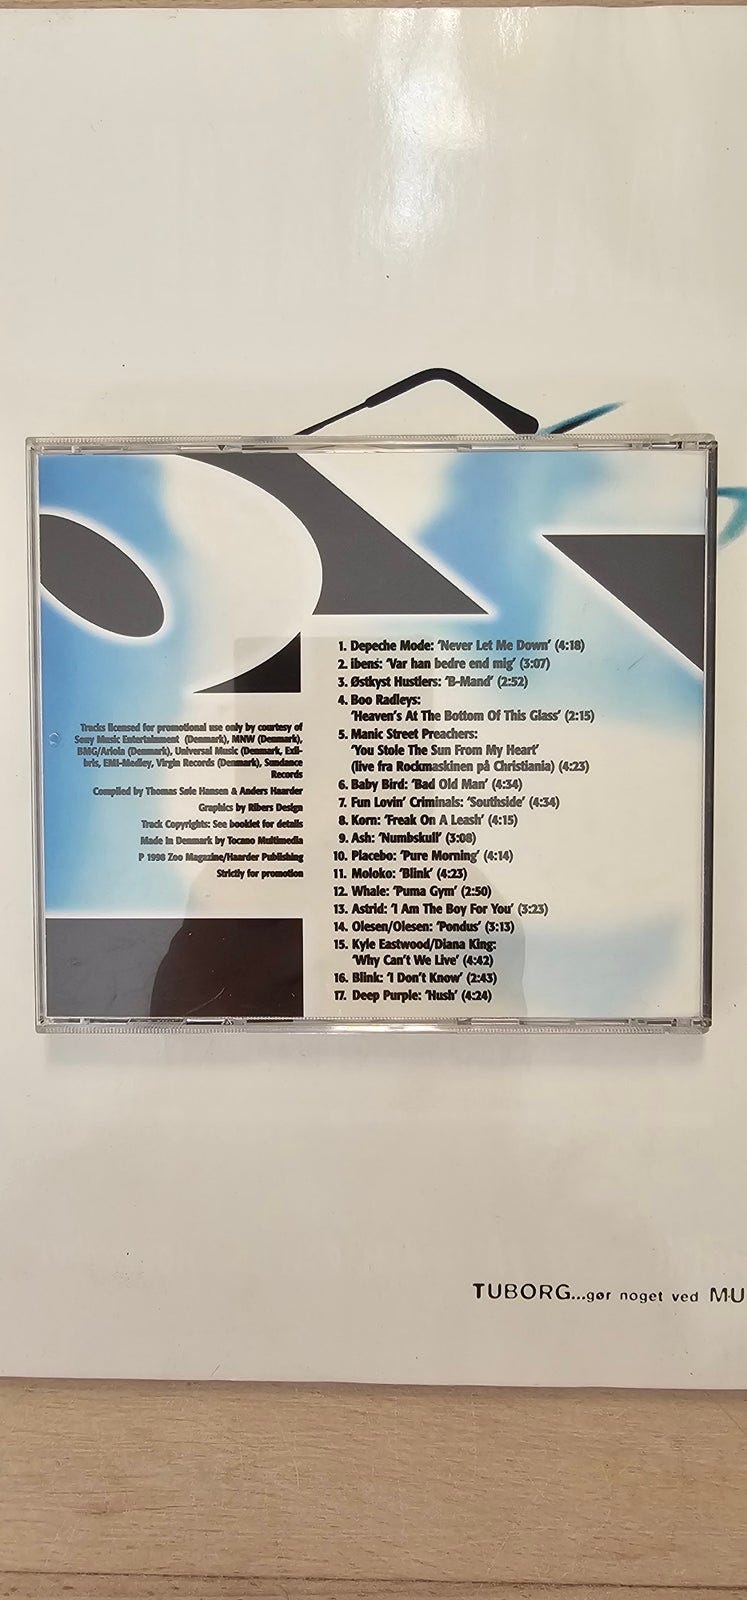 1. Depeche Mode: 'Never Let Me Down' (4:18)
2. ibens: 'Var han bedre end mig' (3:07)
3. Østkyst Hustlers: 'B-Mand' (2:52)
4. Boo Radleys:
'Heaven's At The Bottom Of This Glass' (2:15)
5. Manic Street Preachers:
'You Stole The Sun From My Heart'
(live fra Rockmaskinen på Christiania) (4:23)
6. Baby Bird: 'Bad Old Man' (4:34)
7. Fun Lovin' Criminals: 'Southside' (4:34)
8. Korn: 'Freak On A Leash' (4:15)
9. Ash: 'Numbskull' (3:08)
10. Placebo: 'Pure Morning' (4:14)
11. Moloko: 'Blink' (4:23)
12. Whale: 'Puma Gym' (2:50)
13. Astrid: 'I Am The Boy For You' (3:23)
14. Olesen/Olesen: 'Pondus' (3:13)
15. Kyle Eastwood/Diana King:
'Why Can't We Live' (4:42)
16. Blink: 'I Don't Know' (2:43)
17. Deep Purple: 'Hush' (4:24)
Tracks licensed for promotional use only by courtesy of
Sony Music Entertainment (Denmark), MNW (Denmark),
BMG/Ariola (Denmark), Universal Music (Denmark, Exli-
bris, EMI-Medley, Virgin Records (Denmark), Sundance
Records
Compiled by Thomas Søie Hansen & Anders Haarder
Graphics by Ribers Design
Track Copyrights: See booklet for details
Made in Denmark by Tocano Multimedia
P 1998 Zoo Magazine/Haarder Publishing
Strictly for promotion
TUBORG...gør noget ved MU